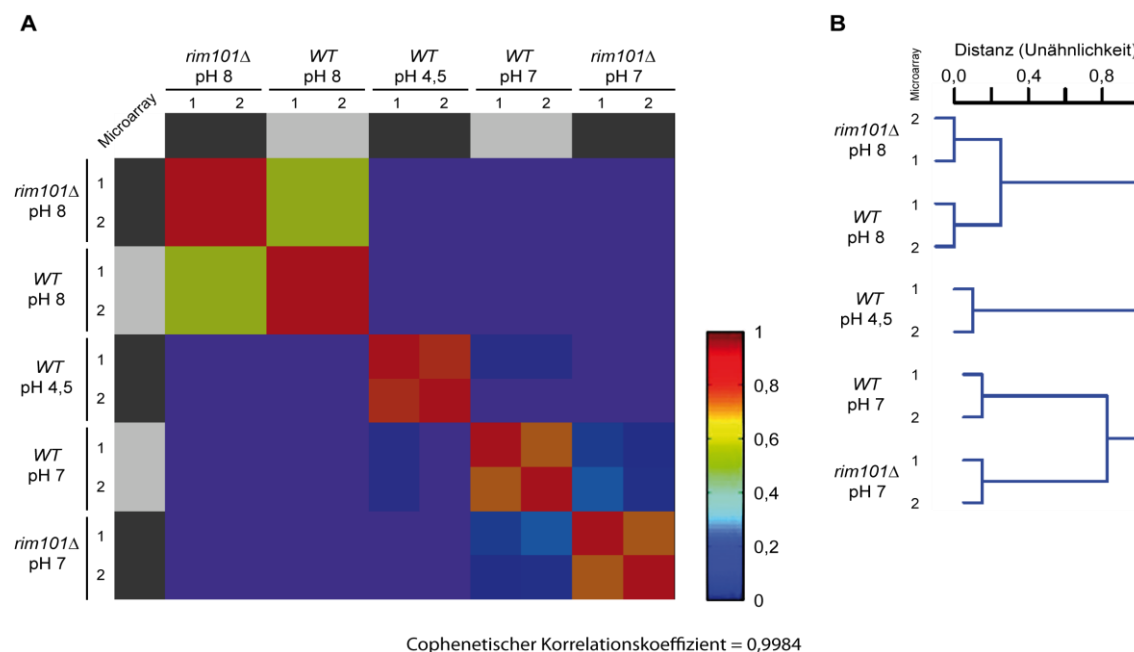 A
rim101Δ WT WT WT rim101Δ
pH 8 pH 8 pH 4,5 pH 7 pH 7
1 2 1 2 1 2 1 2 1 2
Microarray
rim101Δ
pH 8
1
2
WT
pH 8
1
2
WT
pH 4,5
1
2
WT
pH 7
1
2
rim101Δ
pH 7
1
2
1
0,8
0,6
0,4
0,2
0
Cophenetischer Korrelationskoeffizient = 0,9984
B
Distanz (Unähnlichkeit)
Microarray
0,0 0,4 0,8
rim101Δ
pH 8
2
1
WT
pH 8
1
2
WT
pH 4,5
1
2
WT
pH 7
1
2
rim101Δ
pH 7
1
2